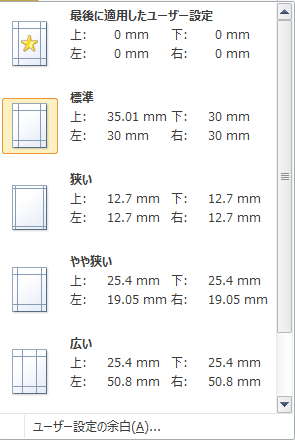 最後に適用したユーザー設定
上: 0 mm 下: 0 mm
左: 0 mm 右: 0 mm
標準
上: 35.01 mm 下: 30 mm
左: 30 mm 右: 30 mm
狭い
上: 12.7 mm 下: 12.7 mm
左: 12.7 mm 右: 12.7 mm
やや狭い
上: 25.4 mm 下: 25.4 mm
左: 19.05 mm 右: 19.05 mm
広い
上: 25.4 mm 下: 25.4 mm
左: 50.8 mm 右: 50.8 mm
ユーザー設定の余白(A)...